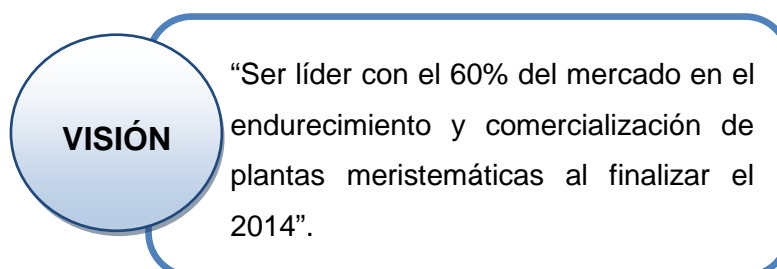 VISIÓN
“Ser líder con el 60% del mercado en el
endurecimiento y comercialización de
plantas meristemáticas al finalizar el
2014”.